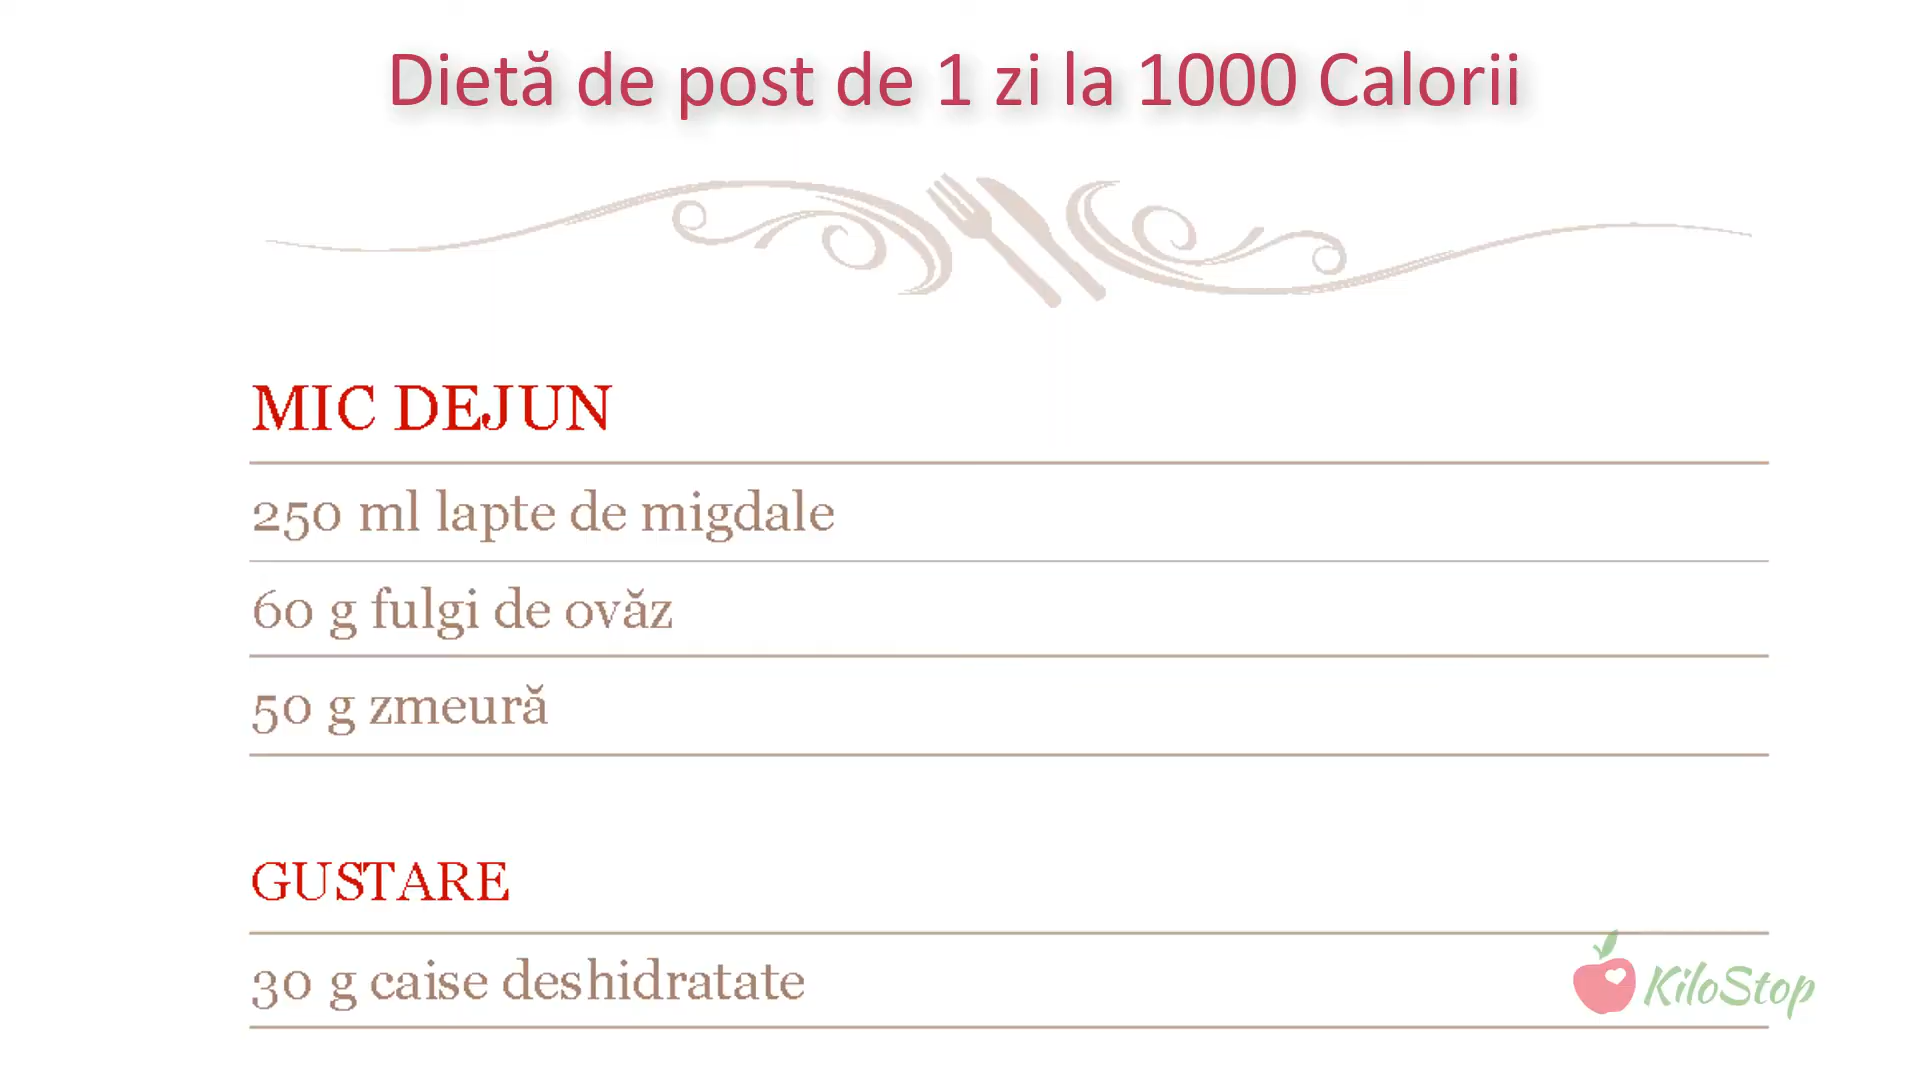 Dietă de post de 1 zi la 1000 Calorii
MIC DEJUN
250 ml lapte de migdale
60 g fulgi de ovăz
50 g zmeură
GUSTARE
30 g caise deshidratate
KiloStop